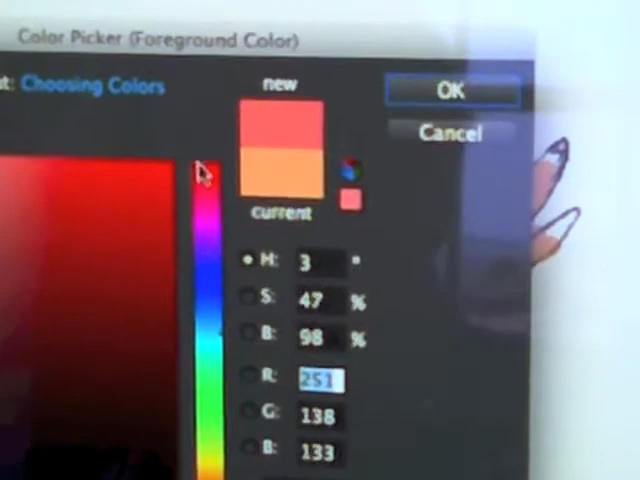 Color Picker (Foreground Color)
t: Choosing Colors
new
OK
Cancel
current
H: 3 °
S: 47 %
B: 98 %
R: 251
G: 138
B: 133